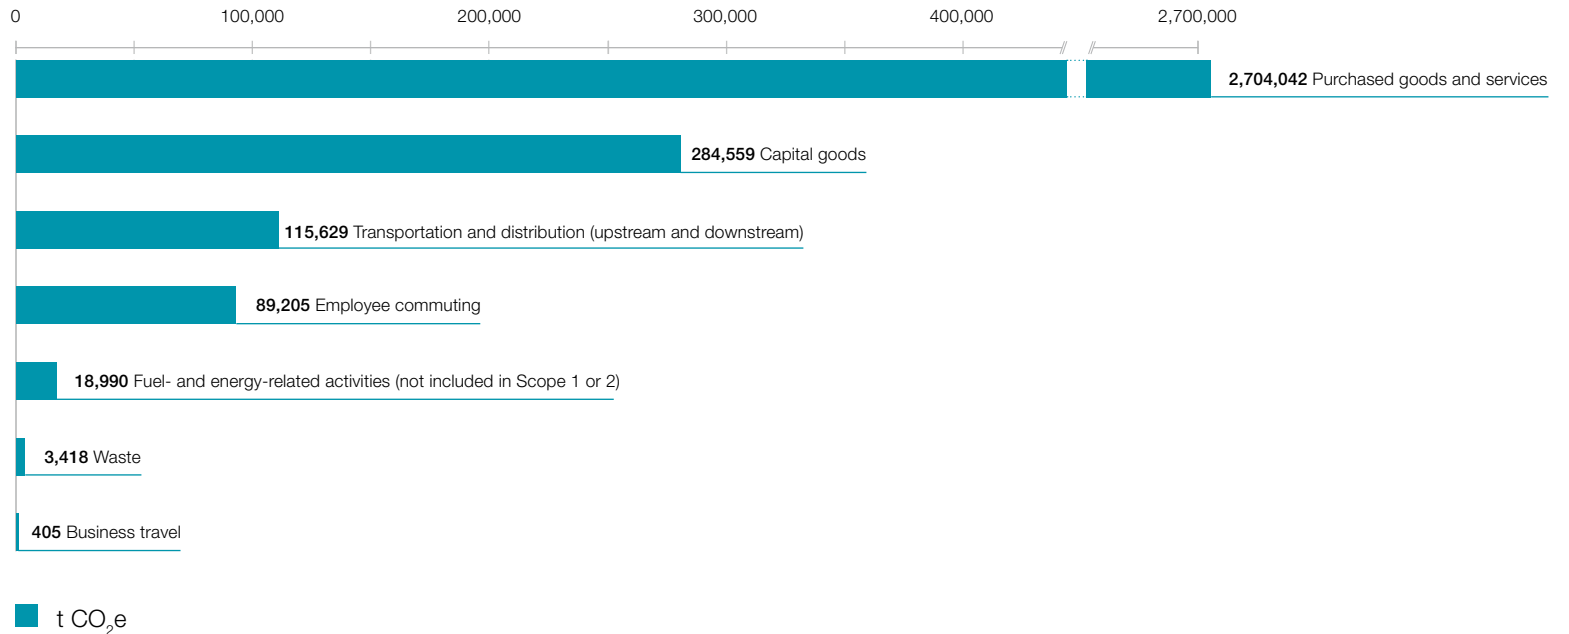 0 100,000 200,000 300,000 400,000 2,700,000
2,704,042 Purchased goods and services
284,559 Capital goods
115,629 Transportation and distribution (upstream and downstream)
89,205 Employee commuting
18,990 Fuel- and energy-related activities (not included in Scope 1 or 2)
3,418 Waste
405 Business travel
t CO₂e